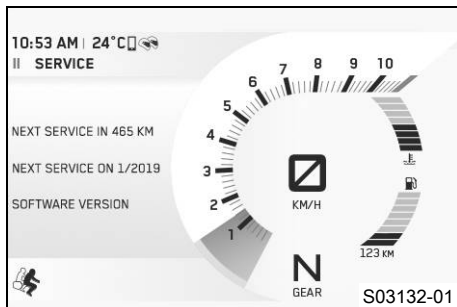 10:53 AM | 24°C
II SERVICE
NEXT SERVICE IN 465 KM
NEXT SERVICE ON 1/2019
SOFTWARE VERSION
1
2
3
4
5
6
7
8
9
10
0
KM/H
N
GEAR
123 KM
S03132-01